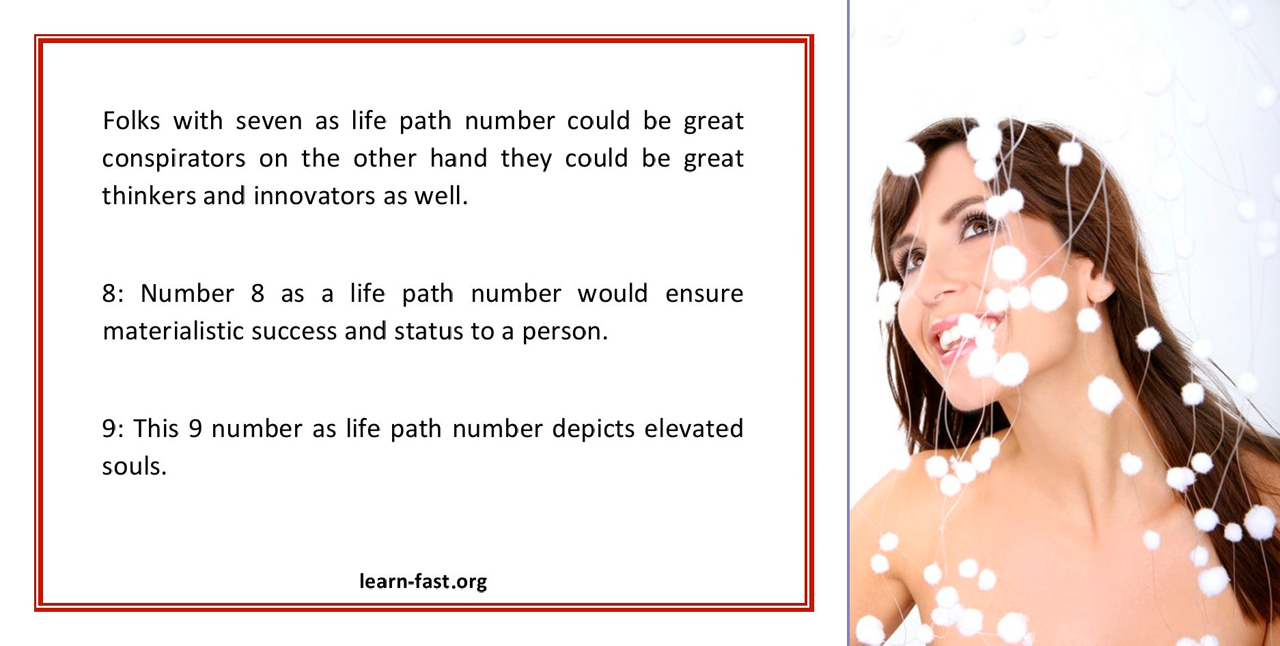 Folks with seven as life path number could be great
conspirators on the other hand they could be great
thinkers and innovators as well.
8: Number 8 as a life path number would ensure
materialistic success and status to a person.
9: This 9 number as life path number depicts elevated
souls.
learn-fast.org